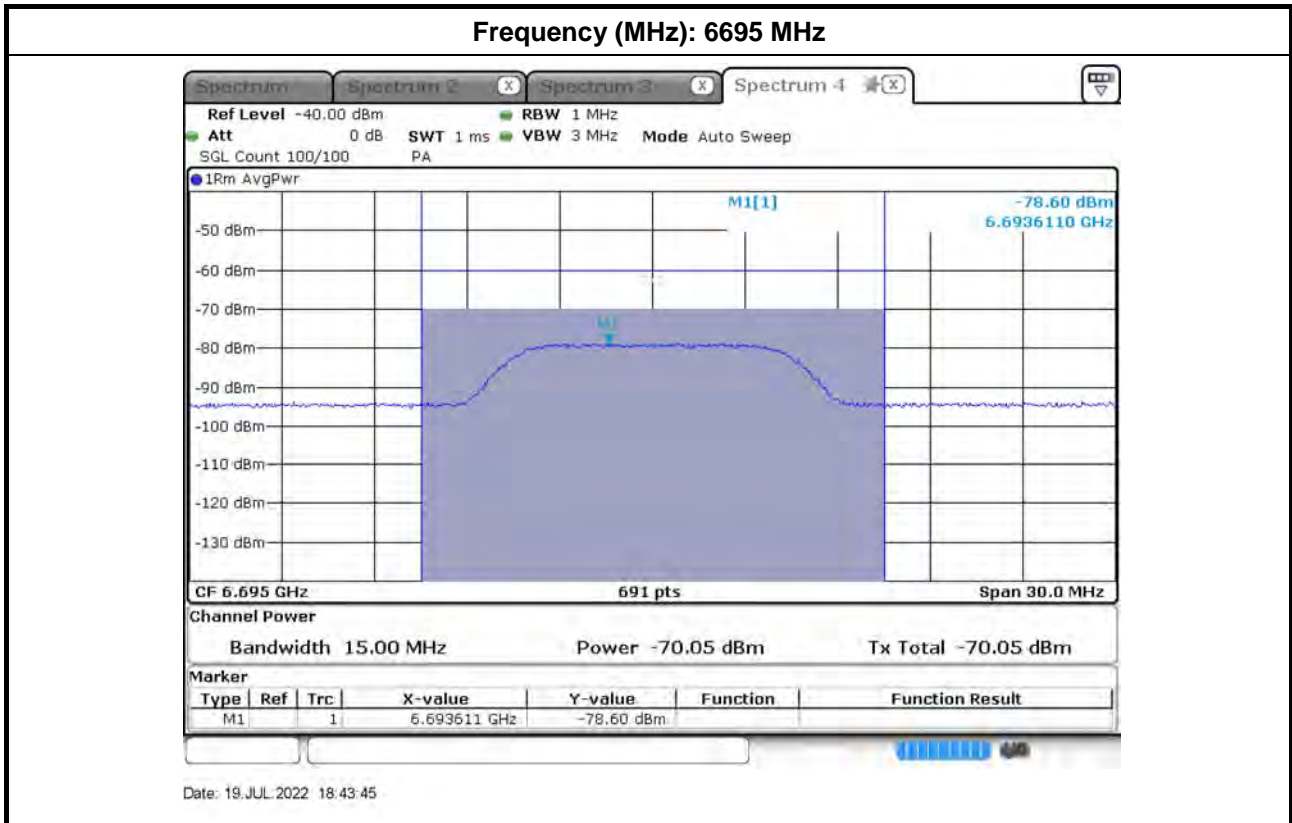 Frequency (MHz): 6695 MHz
Spectrum Spectrum 2 X Spectrum 3 X Spectrum 4 X
Ref Level -40.00 dBm RBW 1 MHz
Att 0 dB SWT 1 ms VBW 3 MHz Mode Auto Sweep
SGL Count 100/100 PA
1Rm AvgPwr
M1[1] -78.60 dBm
6.6936110 GHz
-50 dBm
-60 dBm
-70 dBm
M1
-80 dBm
-90 dBm
-100 dBm
-110 dBm
-120 dBm
-130 dBm
CF 6.695 GHz 691 pts Span 30.0 MHz
Channel Power
Bandwidth 15.00 MHz Power -70.05 dBm Tx Total -70.05 dBm
Marker
Type Ref Trc X-value Y-value Function Function Result
M1 1 6.693611 GHz -78.60 dBm
Date: 19.JUL.2022 18:43:45